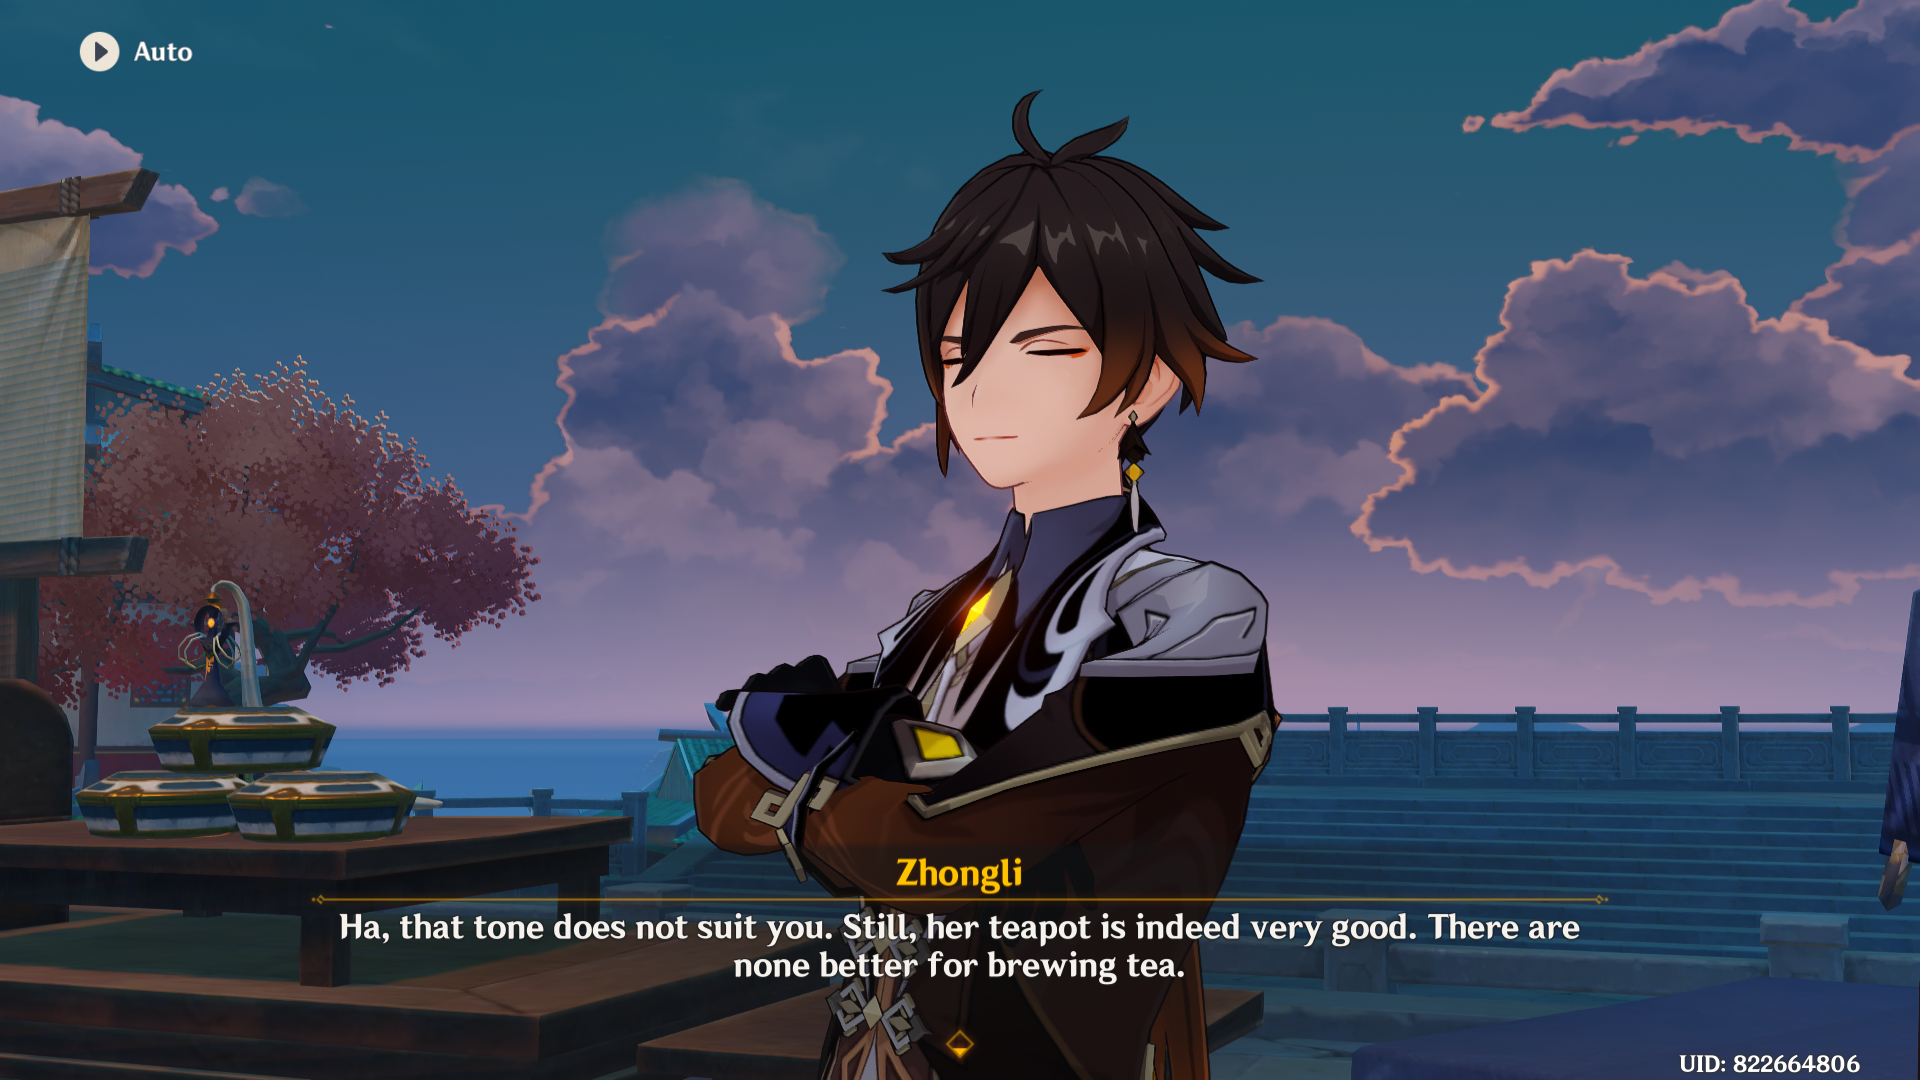 Auto
Zhongli
Ha, that tone does not suit you. Still, her teapot is indeed very good. There are
none better for brewing tea.
UID: 822664806